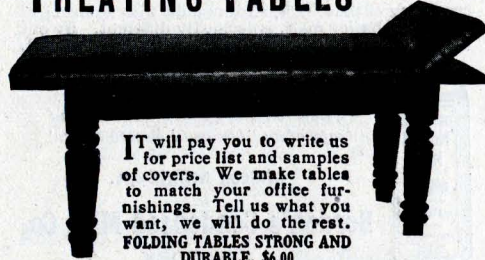 TREATING TABLES
IT will pay you to write us
for price list and samples
of covers. We make tables
to match your office fur-
nishings. Tell us what you
want, we will do the rest.
FOLDING TABLES STRONG AND
DURABLE, $6.00